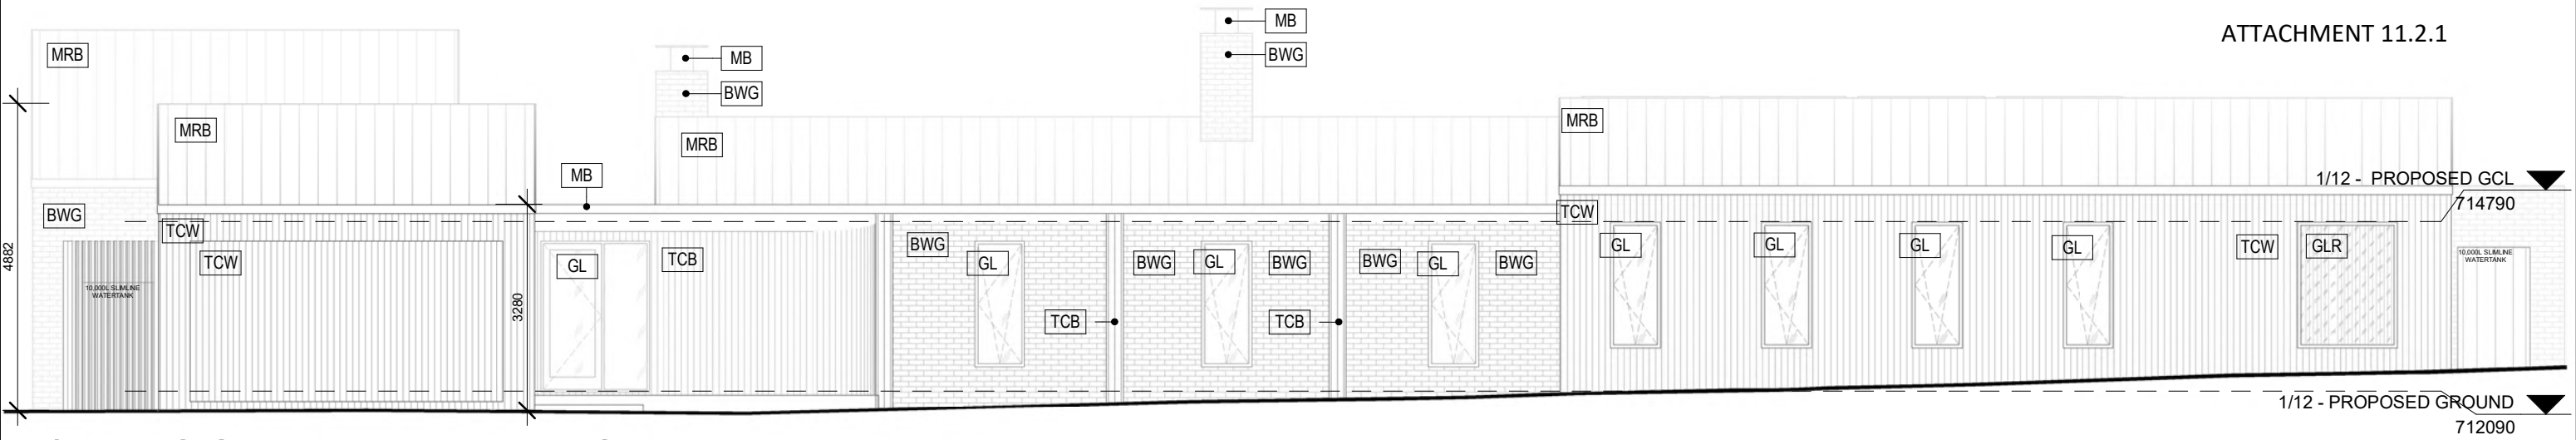 ATTACHMENT 11.2.1
MB
BWG
MRB
MB
BWG
MRB
MRB
MRB
MB
1/12 - PROPOSED GCL
714790
BWG
TCW
TCW
TCW
GL
TCB
BWG
GL
BWG
GL
BWG
BWG
GL
BWG
GL
GL
GL
GL
TCW
GLR
4882
10,000L SLIMLINE
WATERTANK
3280
TCB
TCB
10,000L SLIMLINE
WATERTANK
1/12 - PROPOSED GROUND
712090